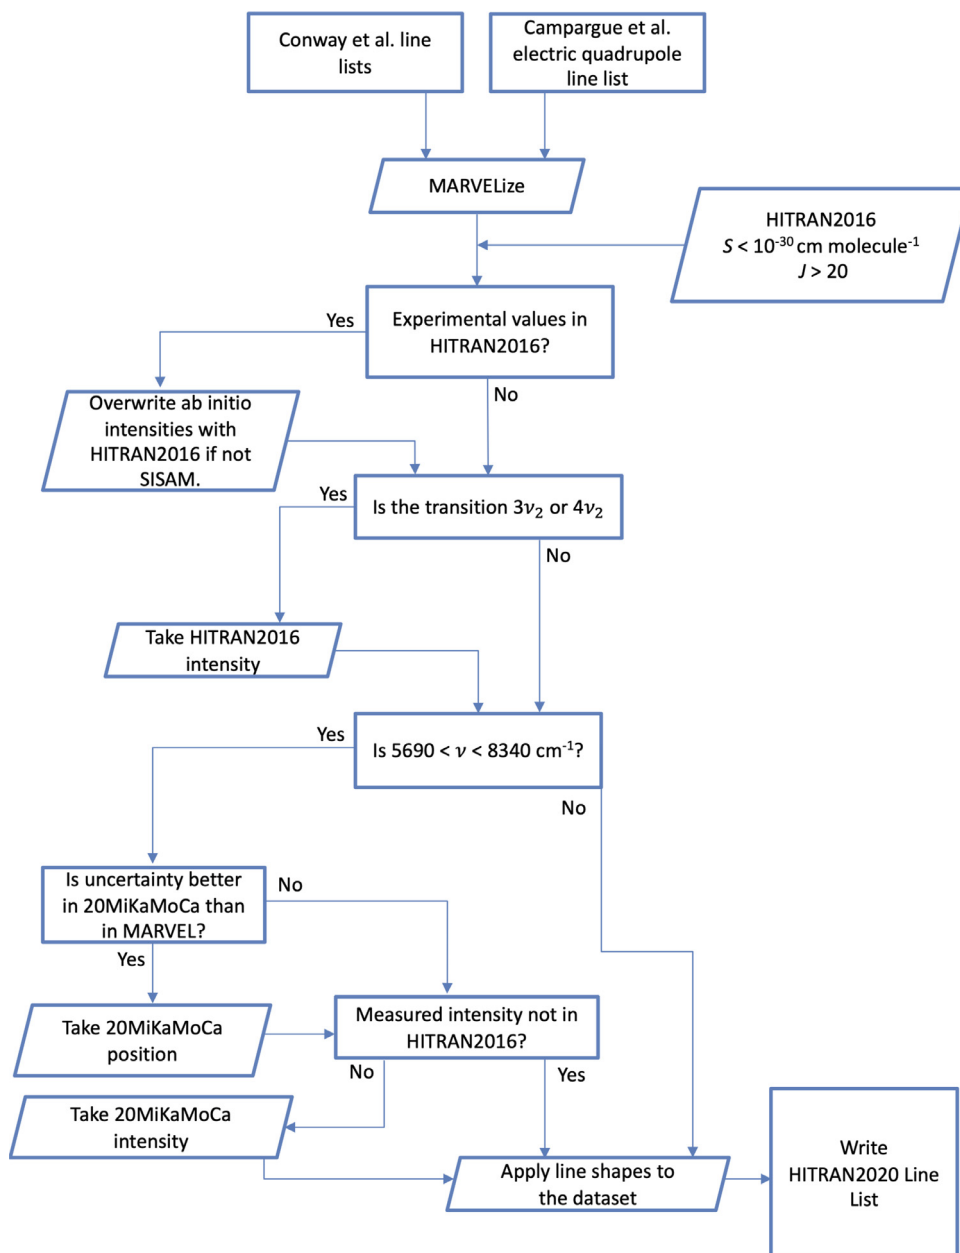 Conway et al. line
lists
Campargue et al.
electric quadrupole
line list
MARVELize
HITRAN2016
S < 10⁻³⁰ cm molecule⁻¹
J > 20
Experimental values in
HITRAN2016?
Yes
No
Overwrite ab initio
intensities with
HITRAN2016 if not
SISAM.
Is the transition 3ν₂ or 4ν₂
Yes
No
Take HITRAN2016
intensity
Is 5690 < ν < 8340 cm⁻¹?
Yes
No
Is uncertainty better
in 20MiKaMoCa than
in MARVEL?
No
Yes
Take 20MiKaMoCa
position
Measured intensity not in
HITRAN2016?
No
Yes
Take 20MiKaMoCa
intensity
Apply line shapes to
the dataset
Write
HITRAN2020 Line
List